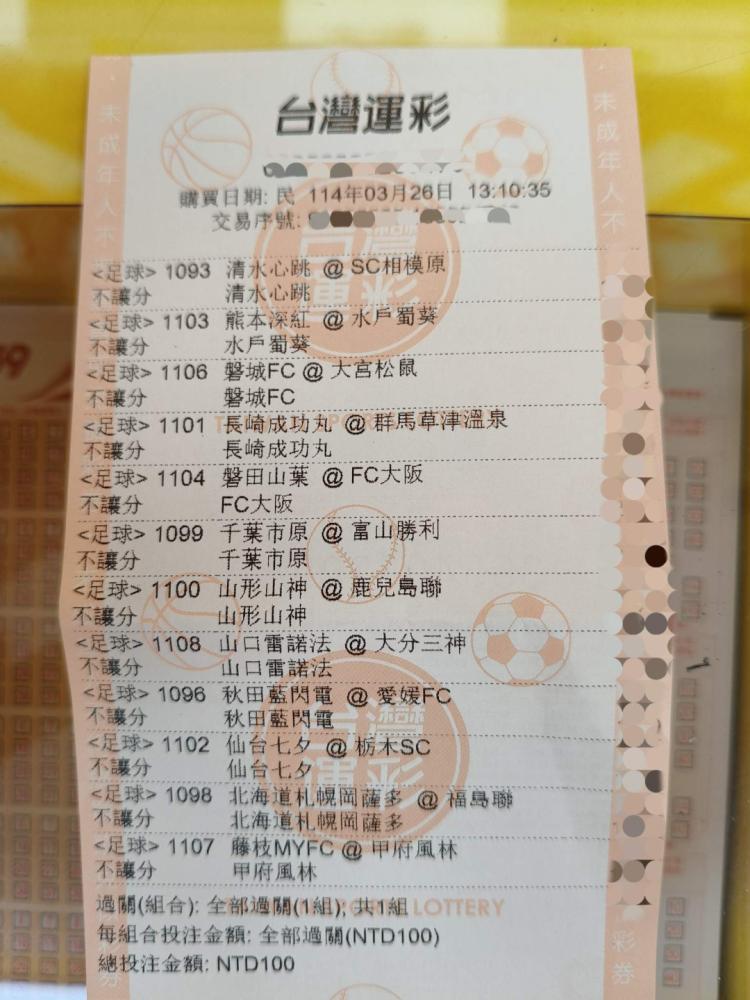 台灣運彩
購買日期: 民 114年03月26日 13:10:35
交易序號:
<足球> 1093 清水心跳 @ SC相模原
不讓分 清水心跳
<足球> 1103 熊本深紅 @ 水戶蜀葵
不讓分 水戶蜀葵
<足球> 1106 磐城FC @ 大宮松鼠
不讓分 磐城FC
<足球> 1101 長崎成功丸 @ 群馬草津溫泉
不讓分 長崎成功丸
<足球> 1104 磐田山葉 @ FC大阪
不讓分 FC大阪
<足球> 1099 千葉市原 @ 富山勝利
不讓分 千葉市原
<足球> 1100 山形山神 @ 鹿兒島聯
不讓分 山形山神
<足球> 1108 山口雷諾法 @ 大分三神
不讓分 山口雷諾法
<足球> 1096 秋田藍閃電 @ 愛媛FC
不讓分 秋田藍閃電
<足球> 1102 仙台七夕 @ 栃木SC
不讓分 仙台七夕
<足球> 1098 北海道札幌岡薩多 @ 福島聯
不讓分 北海道札幌岡薩多
<足球> 1107 藤枝MYFC @ 甲府風林
不讓分 甲府風林
過關(組合): 全部過關(1組), 共1組
每組合投注金額: 全部過關(NTD100)
總投注金額: NTD100
未成年人不
未成年人不
台灣運彩
台灣運彩
LOTTERY
彩券